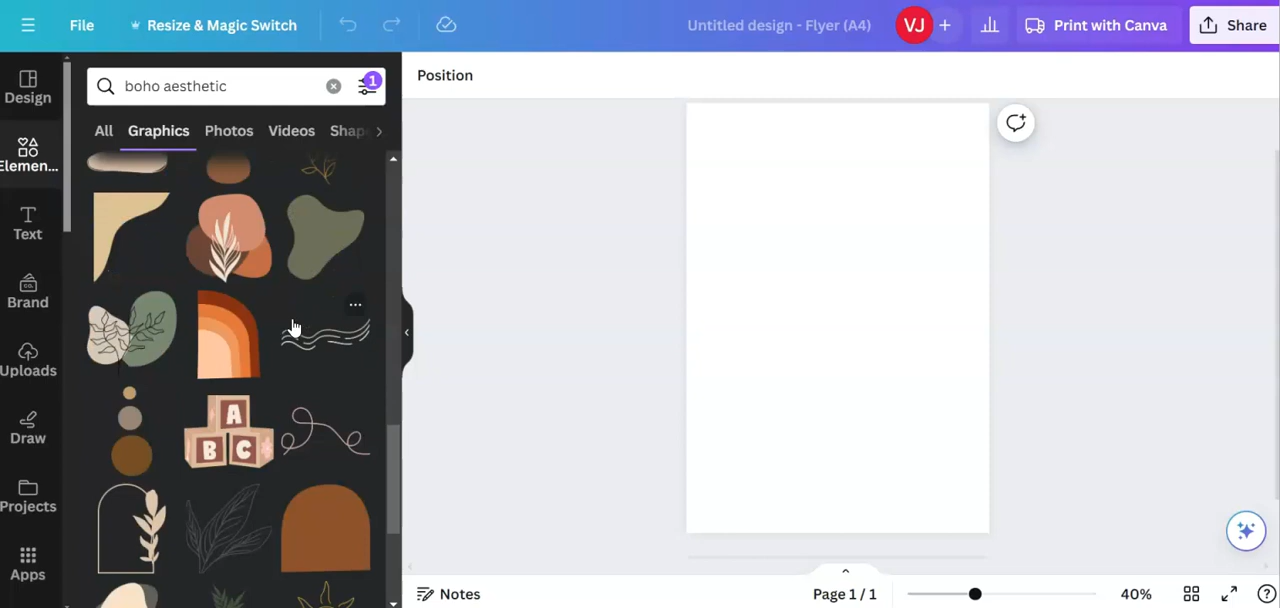 File
Resize & Magic Switch
Untitled design - Flyer (A4)
VJ
+
Print with Canva
Share
Design
Elemen...
Text
Brand
Uploads
Draw
Projects
Apps
boho aesthetic
1
All Graphics Photos Videos Shap
Position
A
B C
Notes
Page 1 / 1
40%